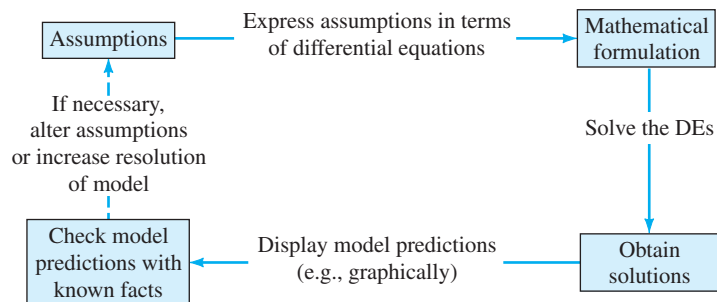 Assumptions
Express assumptions in terms
of differential equations
Mathematical
formulation
If necessary,
alter assumptions
or increase resolution
of model
Solve the DEs
Check model
predictions with
known facts
Display model predictions
(e.g., graphically)
Obtain
solutions